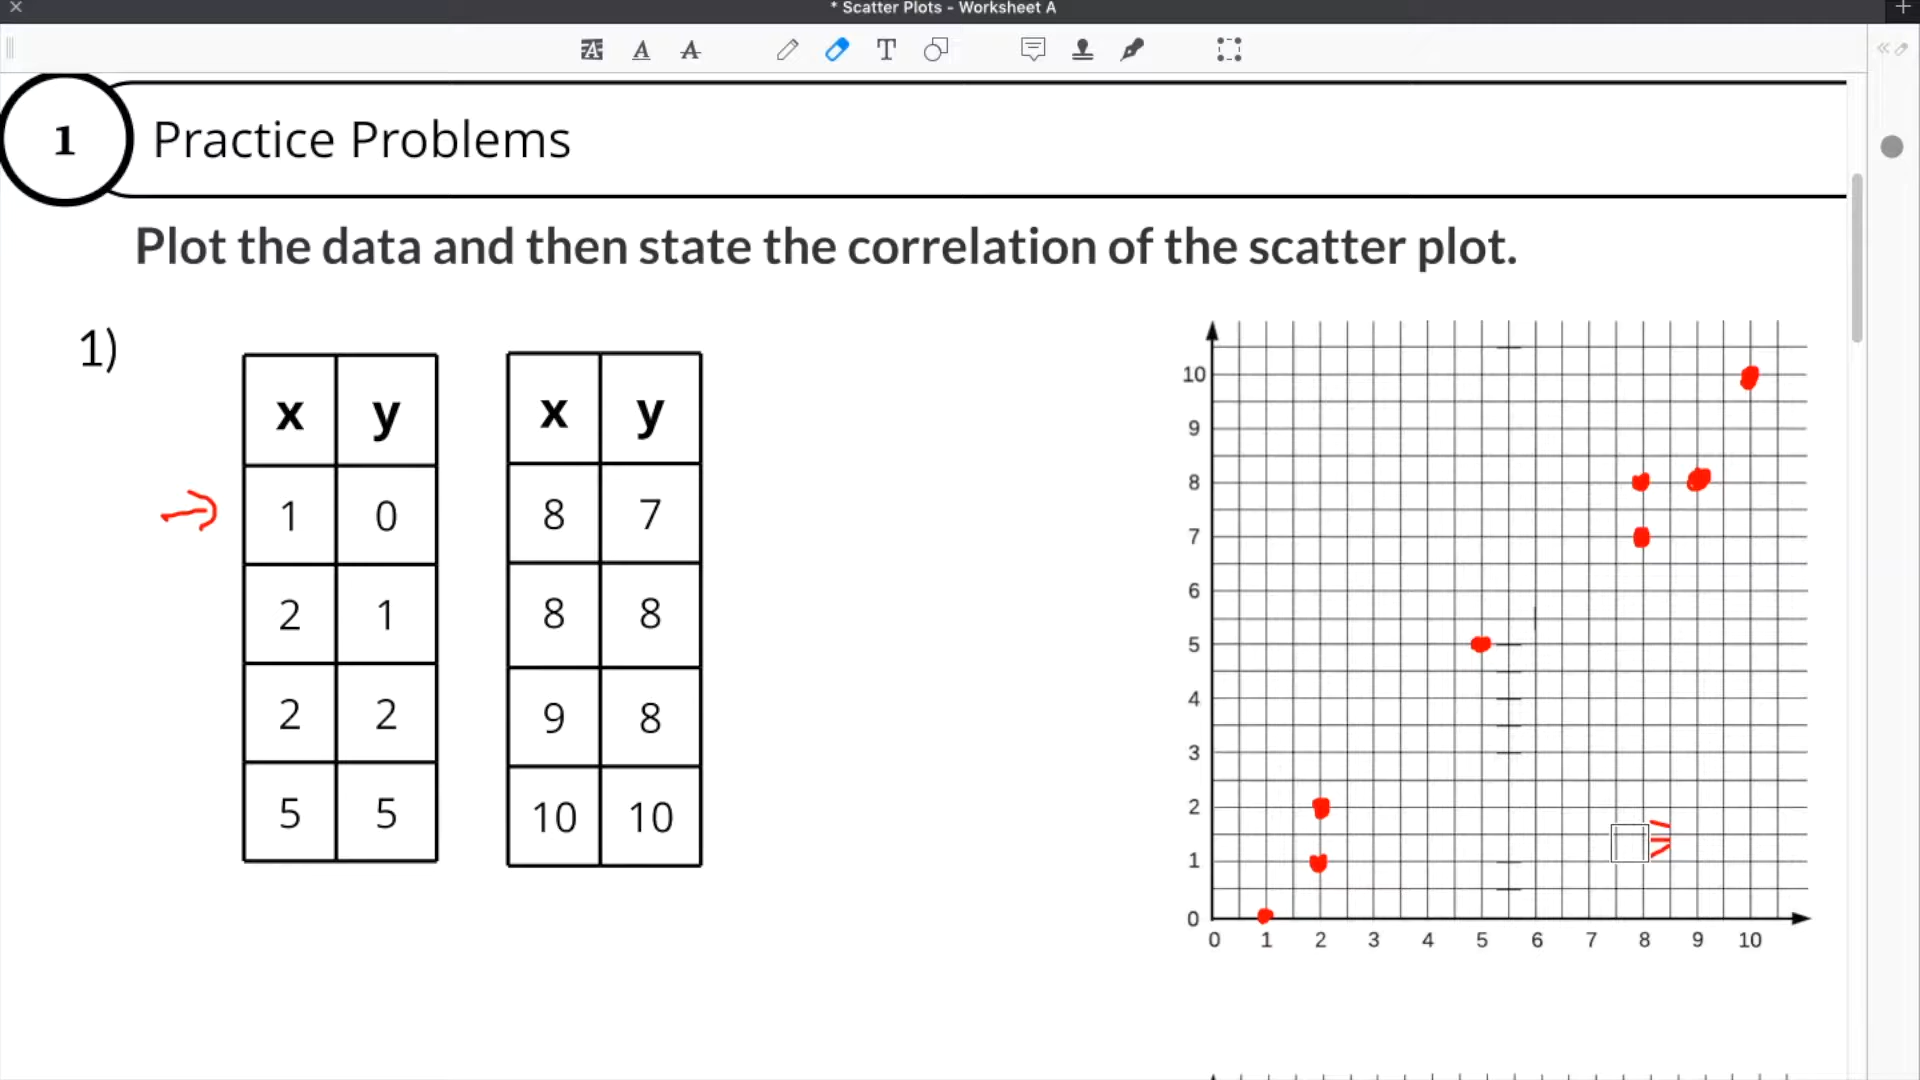 * Scatter Plots - Worksheet A
A A A T
1 Practice Problems
Plot the data and then state the correlation of the scatter plot.
1)
x y
1 0
2 1
2 2
5 5
x y
8 7
8 8
9 8
10 10
10
9
8
7
6
5
4
3
2
1
0
0 1 2 3 4 5 6 7 8 9 10